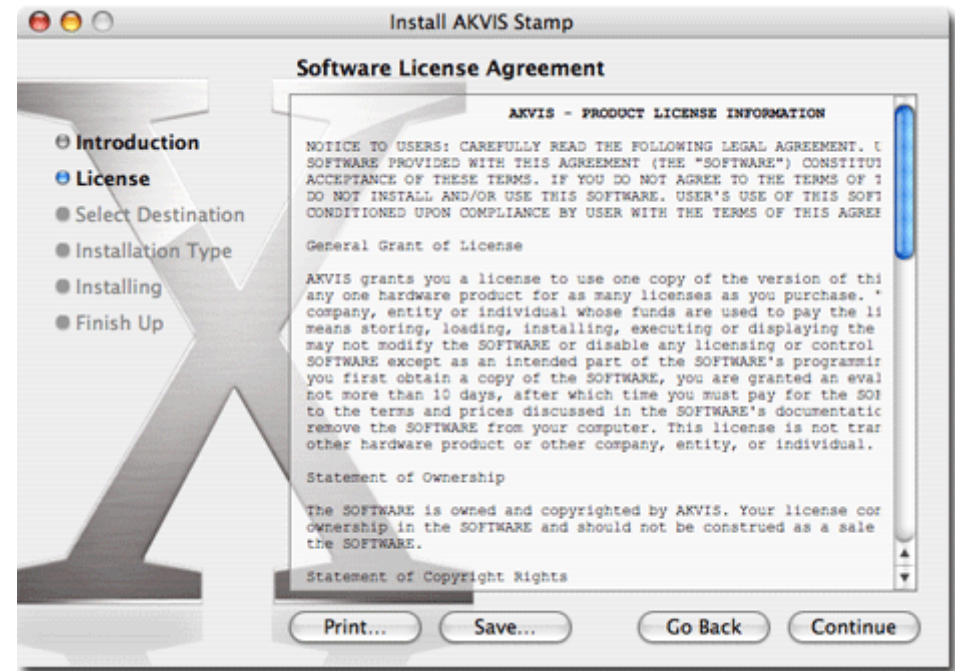 Install AKVIS Stamp
Software License Agreement
Introduction
License
Select Destination
Installation Type
Installing
Finish Up
AKVIS - PRODUCT LICENSE INFORMATION
NOTICE TO USERS: CAREFULLY READ THE FOLLOWING LEGAL AGREEMENT. U
SOFTWARE PROVIDED WITH THIS AGREEMENT (THE "SOFTWARE") CONSTITUT
ACCEPTANCE OF THESE TERMS. IF YOU DO NOT AGREE TO THE TERMS OF T
DO NOT INSTALL AND/OR USE THIS SOFTWARE. USER'S USE OF THIS SOFT
CONDITIONED UPON COMPLIANCE BY USER WITH THE TERMS OF THIS AGREE
General Grant of License
AKVIS grants you a license to use one copy of the version of thi
any one hardware product for as many licenses as you purchase. "
company, entity or individual whose funds are used to pay the li
means storing, loading, installing, executing or displaying the
may not modify the SOFTWARE or disable any licensing or control
SOFTWARE except as an intended part of the SOFTWARE's programmin
you first obtain a copy of the SOFTWARE, you are granted an eval
not more than 10 days, after which time you must pay for the SOF
to the terms and prices discussed in the SOFTWARE's documentatio
remove the SOFTWARE from your computer. This license is not tran
other hardware product or other company, entity, or individual.
Statement of Ownership
The SOFTWARE is owned and copyrighted by AKVIS. Your license con
ownership in the SOFTWARE and should not be construed as a sale
the SOFTWARE.
Statement of Copyright Rights
Print...
Save...
Go Back
Continue